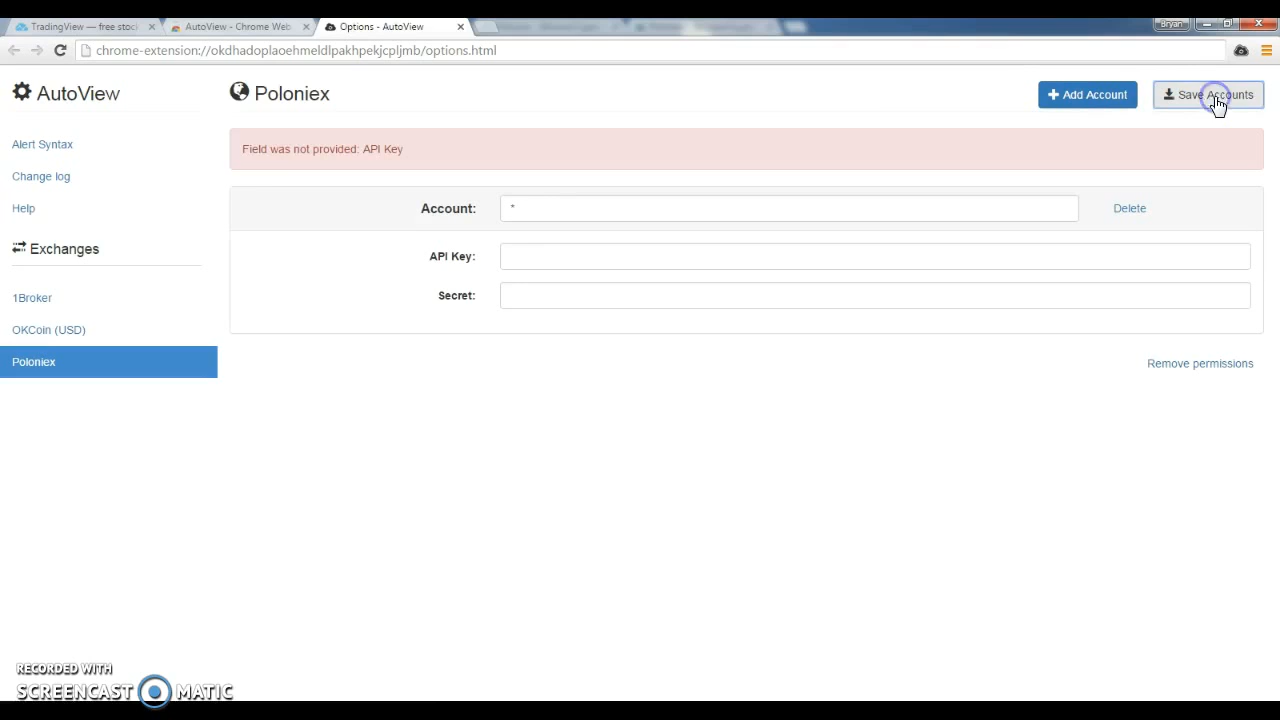 TradingView — free stoc
AutoView - Chrome Web
Options - AutoView
Bryan
chrome-extension://okdhadoplaoehmeldlpakhpekjcpljmb/options.html
AutoView
Poloniex
Add Account
Save Accounts
Alert Syntax
Field was not provided: API Key
Change log
Help
Account:
*
Delete
Exchanges
API Key:
Secret:
1Broker
OKCoin (USD)
Poloniex
Remove permissions
RECORDED WITH
SCREENCAST MATIC